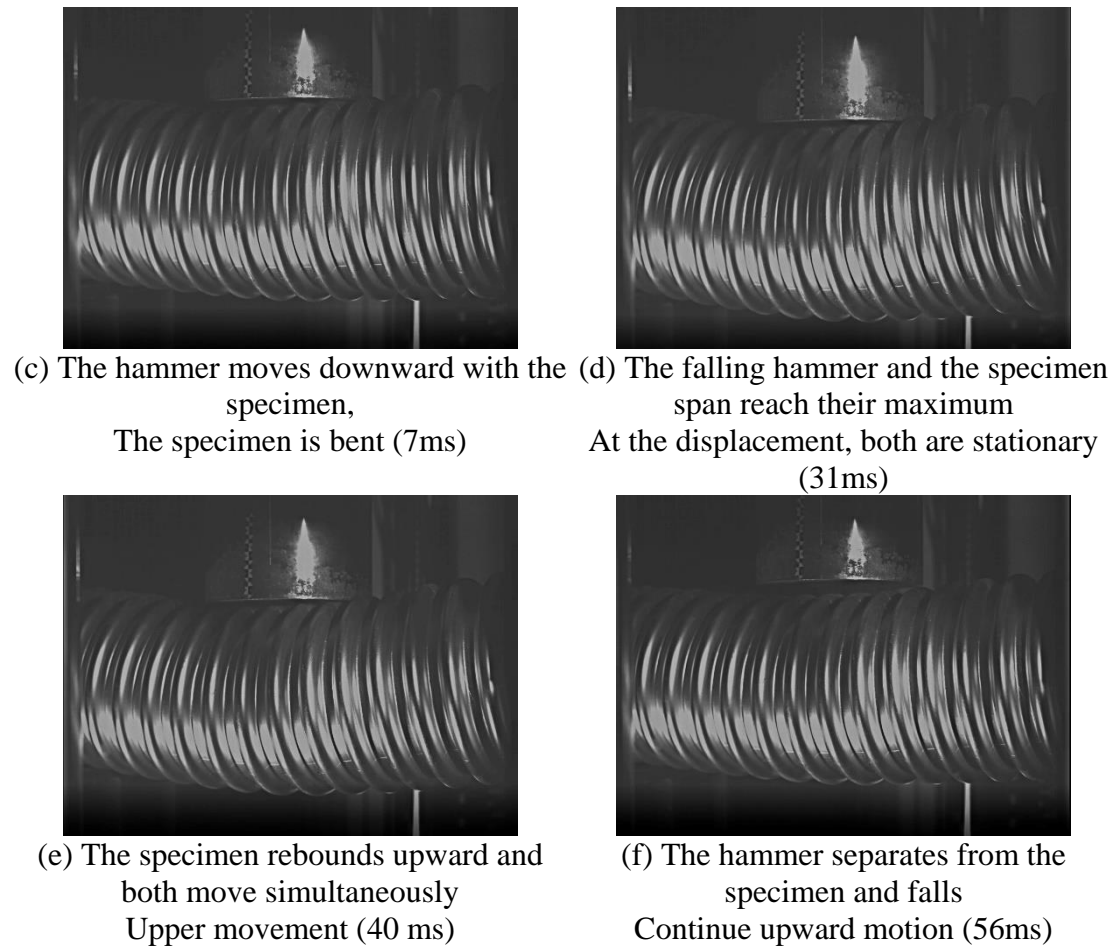 (c) The hammer moves downward with the
specimen,
The specimen is bent (7ms)
(d) The falling hammer and the specimen
span reach their maximum
At the displacement, both are stationary
(31ms)
(e) The specimen rebounds upward and
both move simultaneously
Upper movement (40 ms)
(f) The hammer separates from the
specimen and falls
Continue upward motion (56ms)